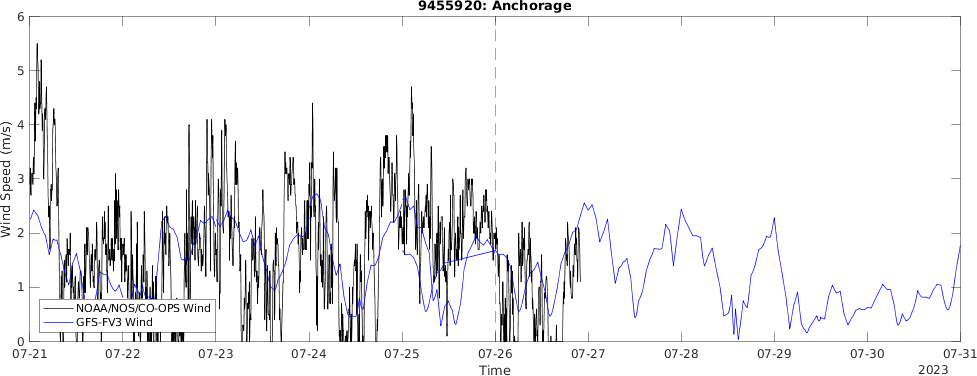 9455920: Anchorage
6
5
4
3
2
1
0
Wind Speed (m/s)
NOAA/NOS/CO-OPS Wind
GFS-FV3 Wind
07-21 07-22 07-23 07-24 07-25 07-26 07-27 07-28 07-29 07-30 07-31
Time
2023